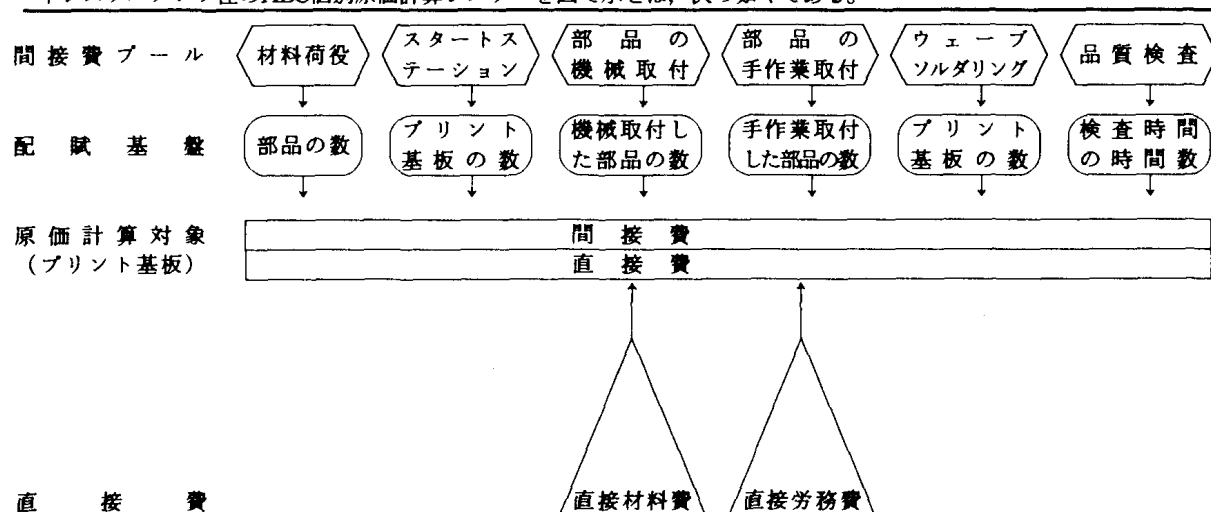 間接費プール
材料荷役
スタートス
テーション
部品の
機械取付
部品の
手作業取付
ウェーブ
ソルダリング
品質検査
配賦基盤
部品の数
プリント
基板の数
機械取付し
た部品の数
手作業取付
した部品の数
プリント
基板の数
検査時間
の時間数
原価計算対象
(プリント基板)
間接費
直接費
直接費
直接材料費
直接労務費